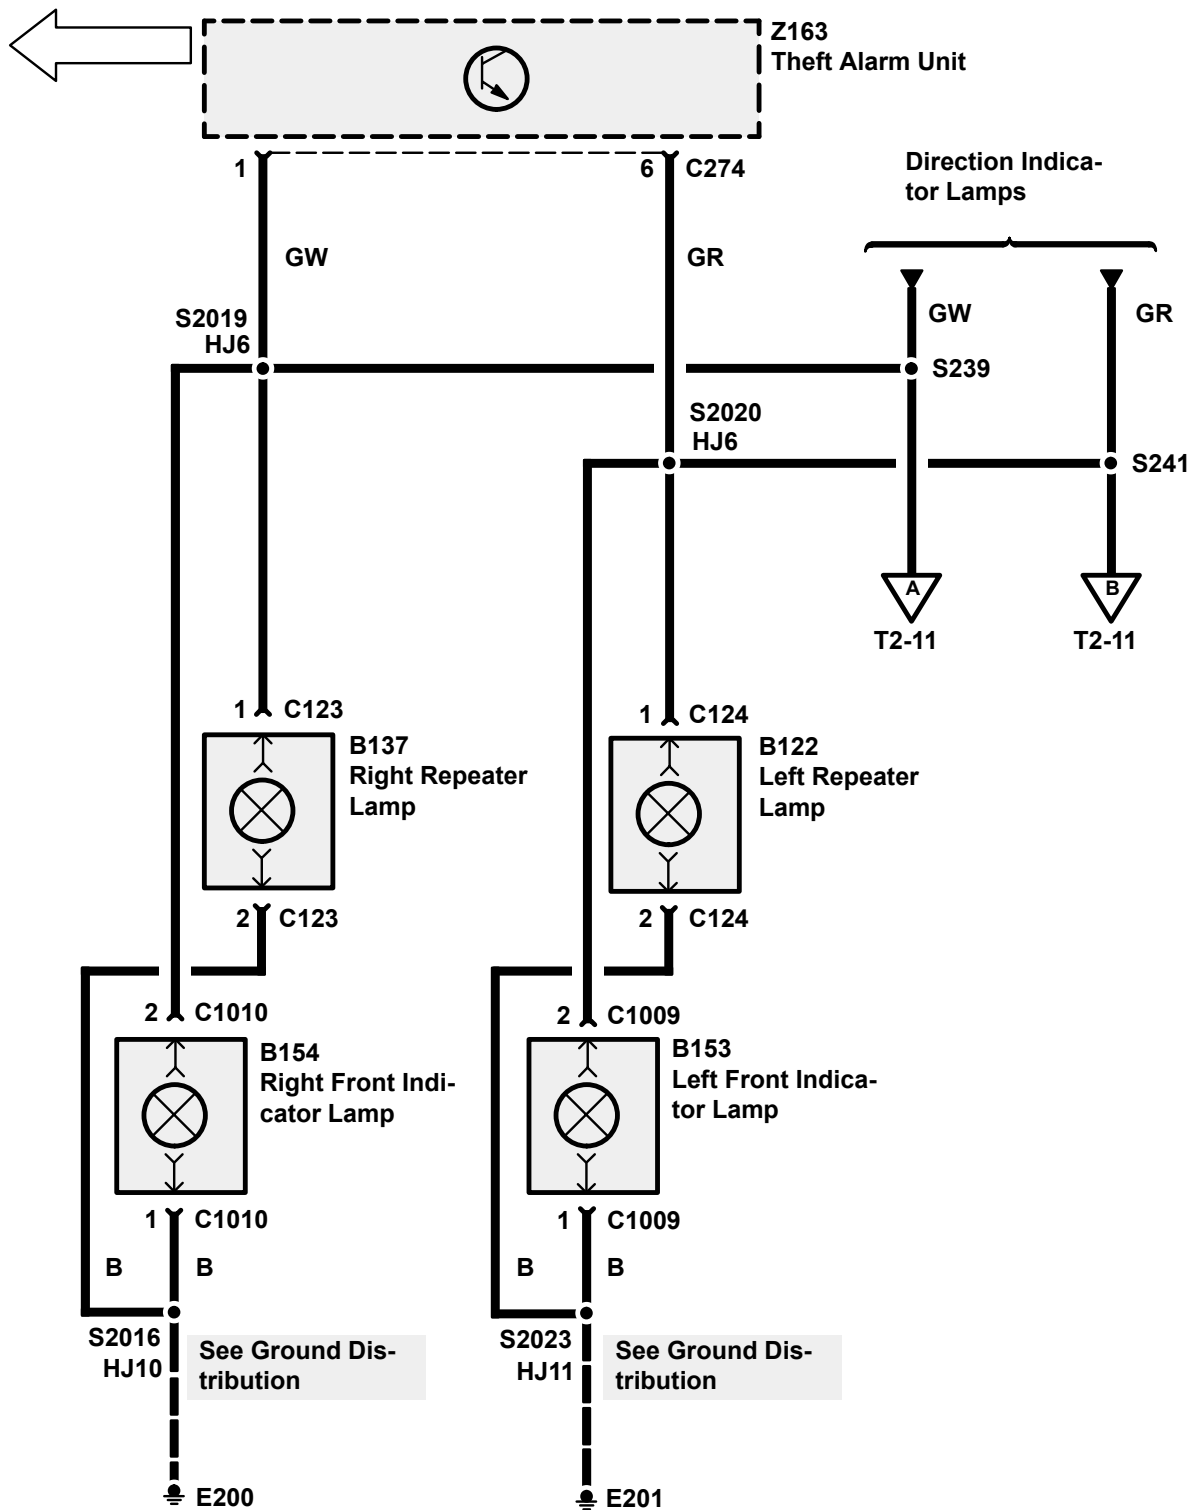 Z163
Theft Alarm Unit
1
6
C274
Direction Indica-
tor Lamps
GW
GR
GW
GR
S2019
HJ6
S239
S2020
HJ6
S241
A
B
T2-11
T2-11
1
C123
1
C124
B137
Right Repeater
Lamp
B122
Left Repeater
Lamp
2
C123
2
C124
2
C1010
2
C1009
B154
Right Front Indi-
cator Lamp
B153
Left Front Indica-
tor Lamp
1
C1010
1
C1009
B
B
B
B
S2016
HJ10
See Ground Dis-
tribution
S2023
HJ11
See Ground Dis-
tribution
E200
E201